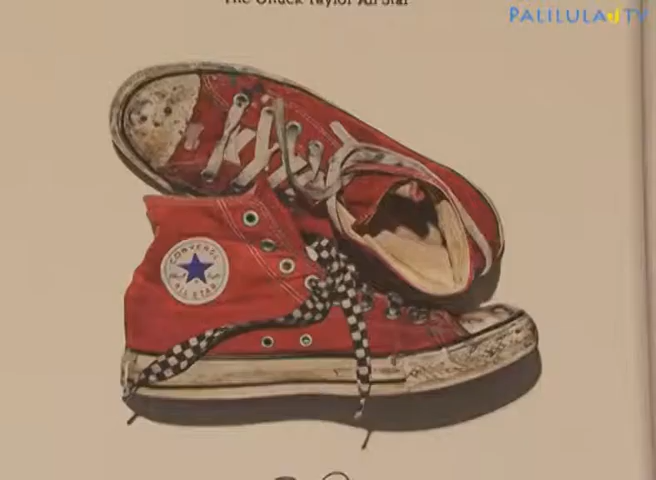 The Chuck Taylor All Star
PALILULA TV
CONVERSE
ALL STAR